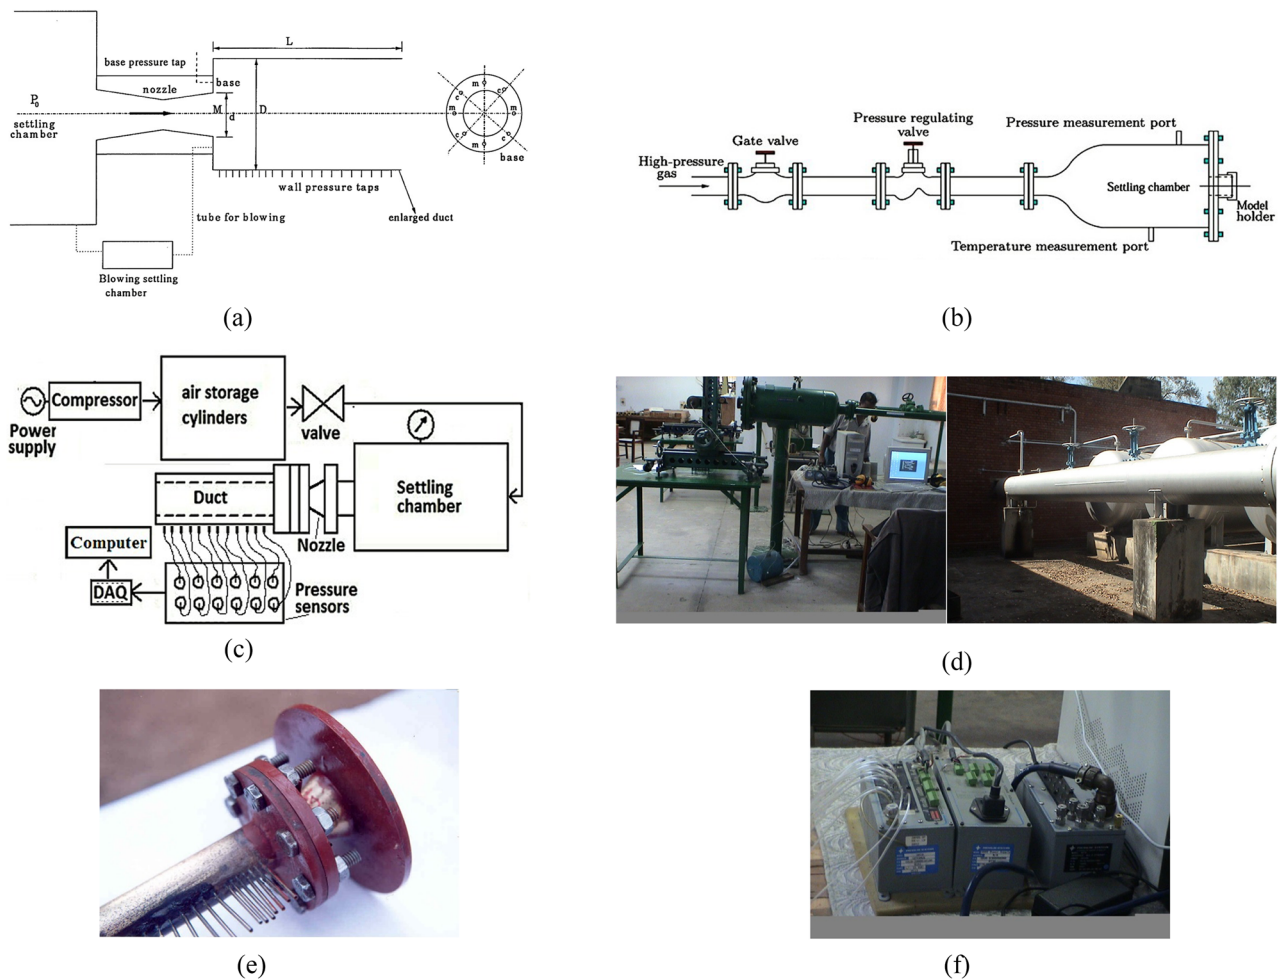 L
base pressure tap
base
nozzle
P₀
settling
chamber
M
d
D
m
c
c
m
m
c
c
m
base
wall pressure taps
tube for blowing
enlarged duct
Blowing settling
chamber
(a)
Pressure regulating
valve
Pressure measurement port
Gate valve
High-pressure
gas
Settling chamber
Model
holder
Temperature measurement port
(b)
Compressor
air storage
cylinders
Power
supply
valve
Duct
Settling
chamber
Nozzle
Computer
DAQ
Pressure
sensors
(c)
(d)
(e)
(f)